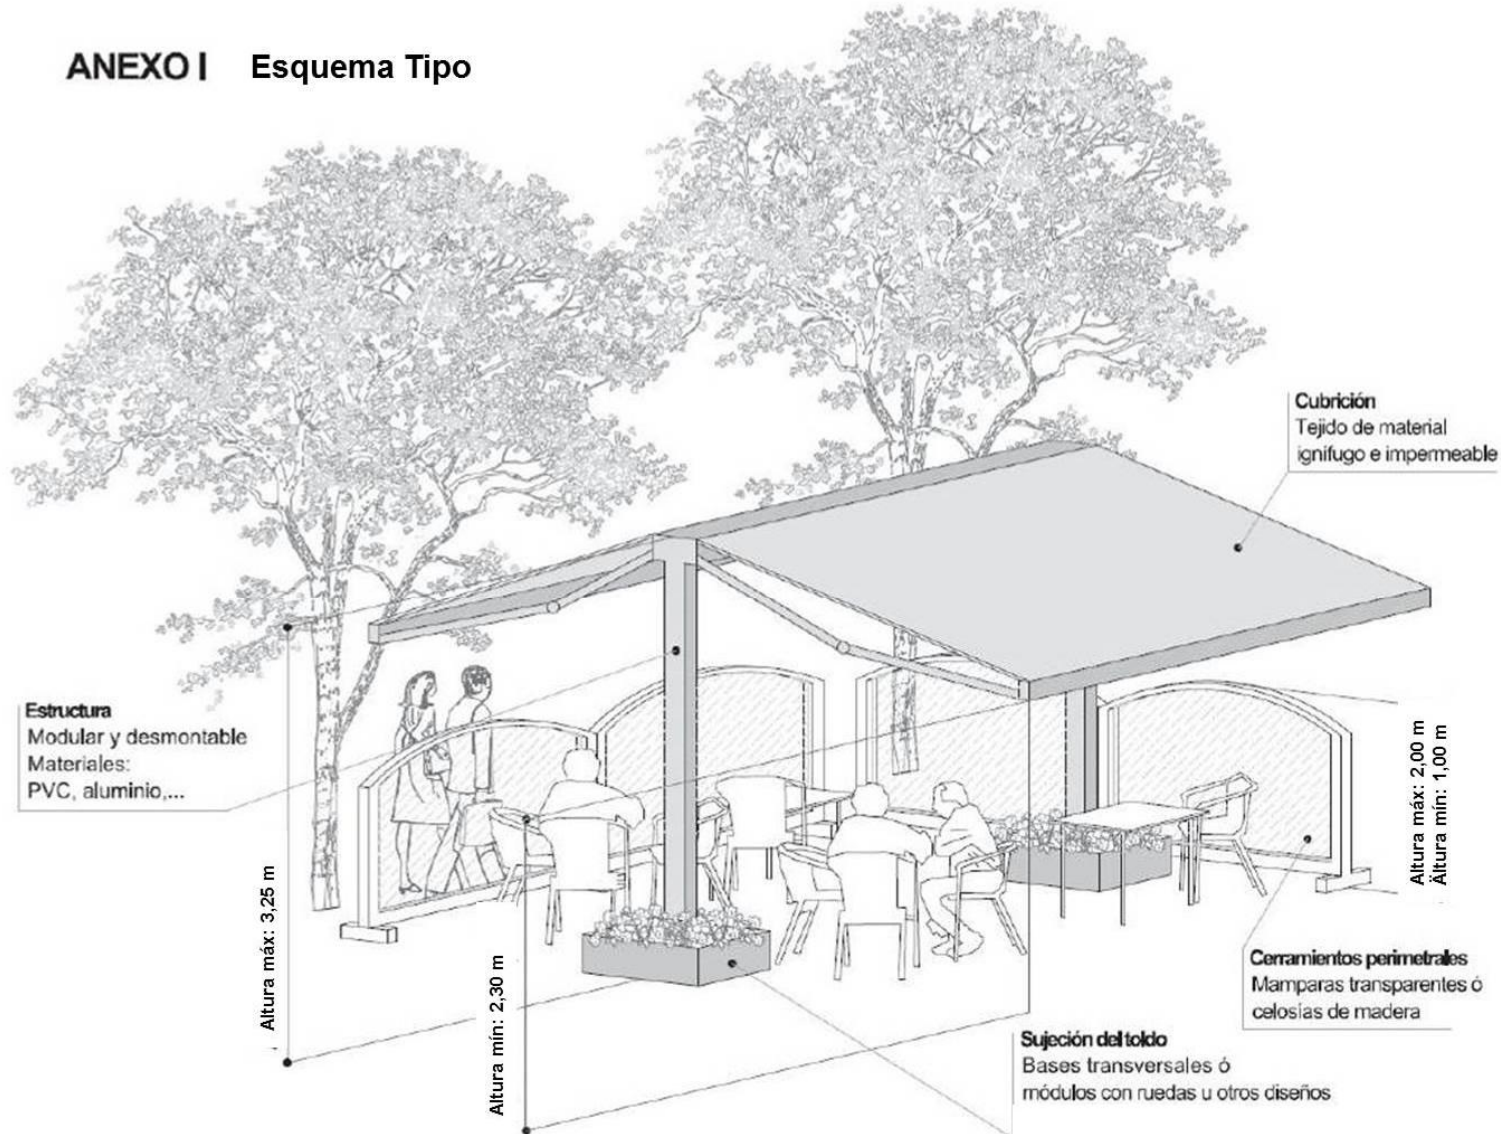 ANEXO I Esquema Tipo
Cubrición
Tejido de material
ignifugo e impermeable
Estructura
Modular y desmontable
Materiales:
PVC, aluminio,...
Altura máx: 3,25 m
Altura mín: 2,30 m
Altura máx: 2,00 m
Altura mín: 1,00 m
Cerramientos perimetrales
Mamparas transparentes ó
celosías de madera
Sujeción del toldo
Bases transversales ó
módulos con ruedas u otros diseños